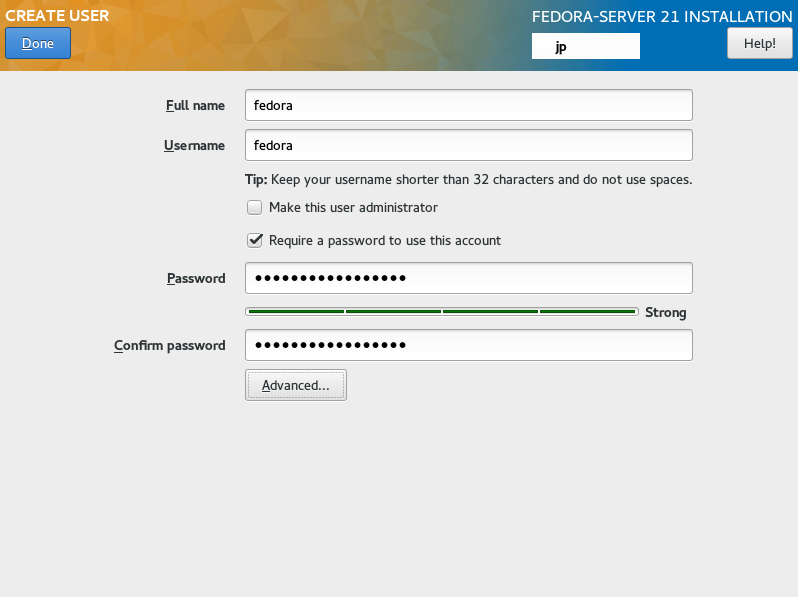 CREATE USER
FEDORA-SERVER 21 INSTALLATION
Done
jp
Help!
Full name
fedora
Username
fedora
Tip: Keep your username shorter than 32 characters and do not use spaces.
Make this user administrator
Require a password to use this account
Password
•••••••••••••••••
Strong
Confirm password
•••••••••••••••••
Advanced...